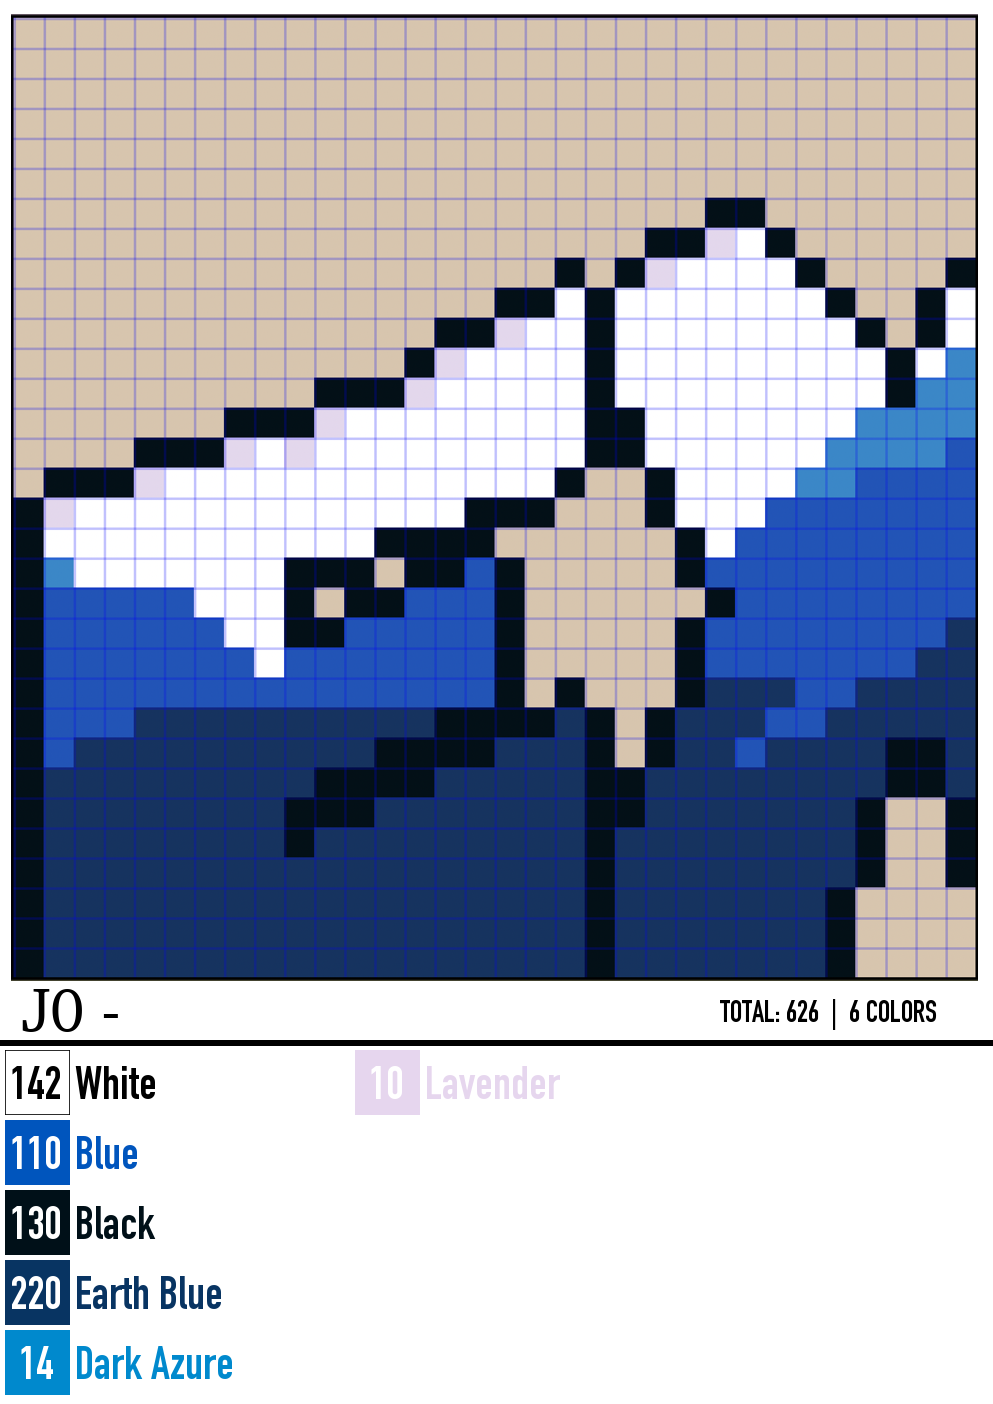 JO -
TOTAL: 626 | 6 COLORS
142 White
10 Lavender
110 Blue
130 Black
220 Earth Blue
14 Dark Azure